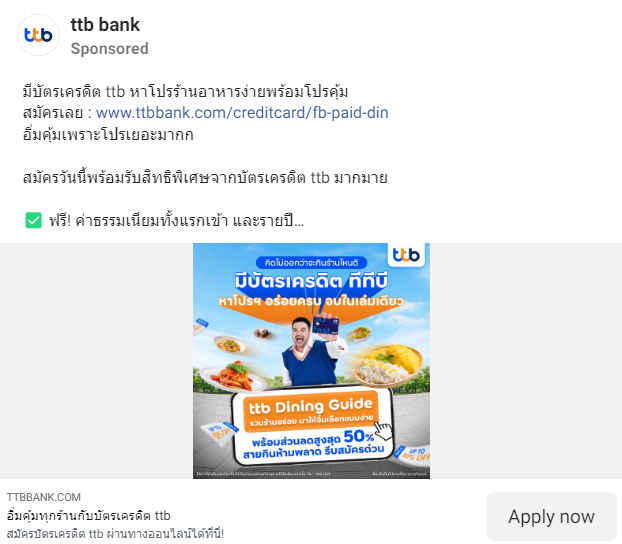 ttb
ttb bank
Sponsored
มีบัตรเครดิต ttb หาโปรร้านอาหารง่ายพร้อมโปรคุ้ม
สมัครเลย : www.ttbbank.com/creditcard/fb-paid-din
อิ่มคุ้มเพราะโปรเยอะมากก
สมัครวันนี้พร้อมรับสิทธิพิเศษจากบัตรเครดิต ttb มากมาย
✅ ฟรี! ค่าธรรมเนียมทั้งแรกเข้า และรายปี...
ttb
คิดไม่ออกว่าจะกินร้านไหนดี
มีบัตรเครดิต ทีทีบี
หาโปรฯ อร่อยครบ จบในเล่มเดียว
ttb Dining Guide
รวมร้านอร่อย มาให้จิ้มเลือกแบบง่าย
พร้อมส่วนลดสูงสุด 50%
สายกินห้ามพลาด รีบสมัครด่วน
UP TO
50% OFF
TTBBANK.COM
อิ่มคุ้มทุกร้านกับบัตรเครดิต ttb
สมัครบัตรเครดิต ttb ผ่านทางออนไลน์ได้ที่นี่!
Apply now